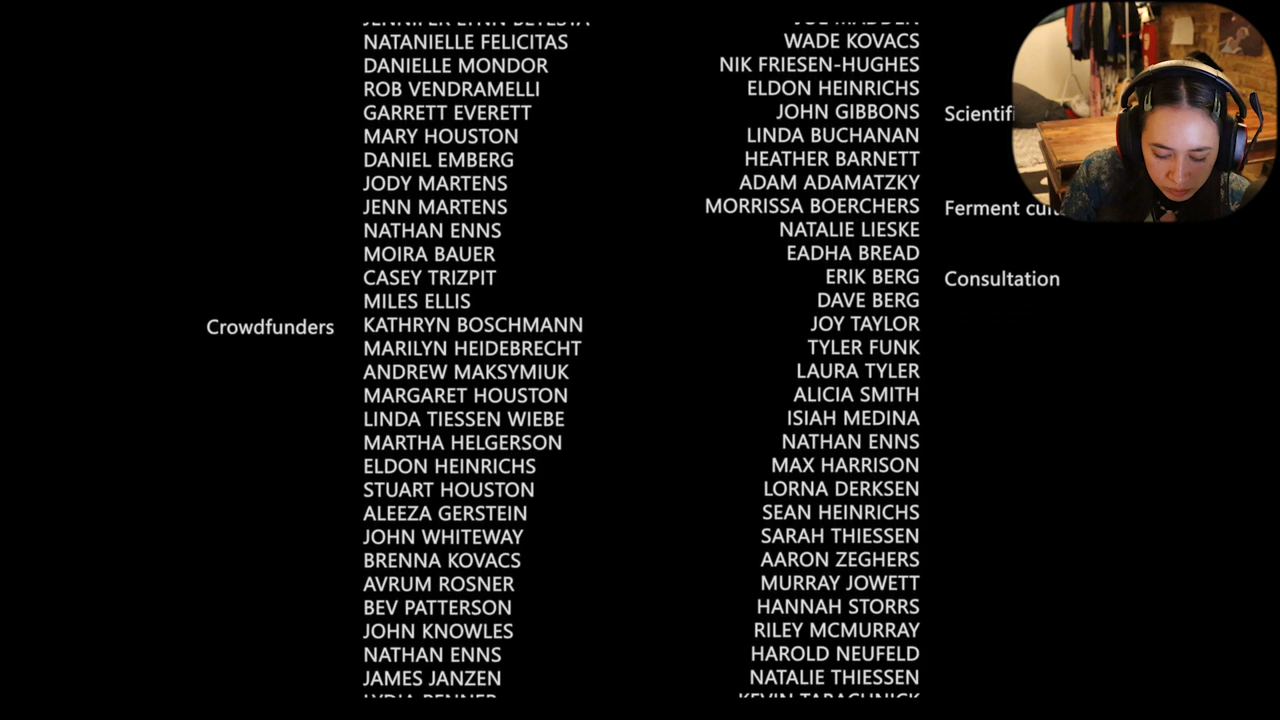 NATANIELLE FELICITAS
DANIELLE MONDOR
ROB VENDRAMELLI
GARRETT EVERETT
MARY HOUSTON
DANIEL EMBERG
JODY MARTENS
JENN MARTENS
NATHAN ENNS
MOIRA BAUER
CASEY TRIZPIT
MILES ELLIS
Crowdfunders KATHRYN BOSCHMANN
MARILYN HEIDEBRECHT
ANDREW MAKSYMIUK
MARGARET HOUSTON
LINDA TIESSEN WIEBE
MARTHA HELGERSON
ELDON HEINRICHS
STUART HOUSTON
ALEEZA GERSTEIN
JOHN WHITEWAY
BRENNA KOVACS
AVRUM ROSNER
BEV PATTERSON
JOHN KNOWLES
NATHAN ENNS
JAMES JANZEN
JOE MADDEN
WADE KOVACS
NIK FRIESEN-HUGHES
ELDON HEINRICHS
JOHN GIBBONS
LINDA BUCHANAN
HEATHER BARNETT
ADAM ADAMATZKY
MORRISSA BOERCHERS Ferment
NATALIE LIESKE
EADHA BREAD
ERIK BERG Consultation
DAVE BERG
JOY TAYLOR
TYLER FUNK
LAURA TYLER
ALICIA SMITH
ISIAH MEDINA
NATHAN ENNS
MAX HARRISON
LORNA DERKSEN
SEAN HEINRICHS
SARAH THIESSEN
AARON ZEGHERS
MURRAY JOWETT
HANNAH STORRS
RILEY MCMURRAY
HAROLD NEUFELD
NATALIE THIESSEN